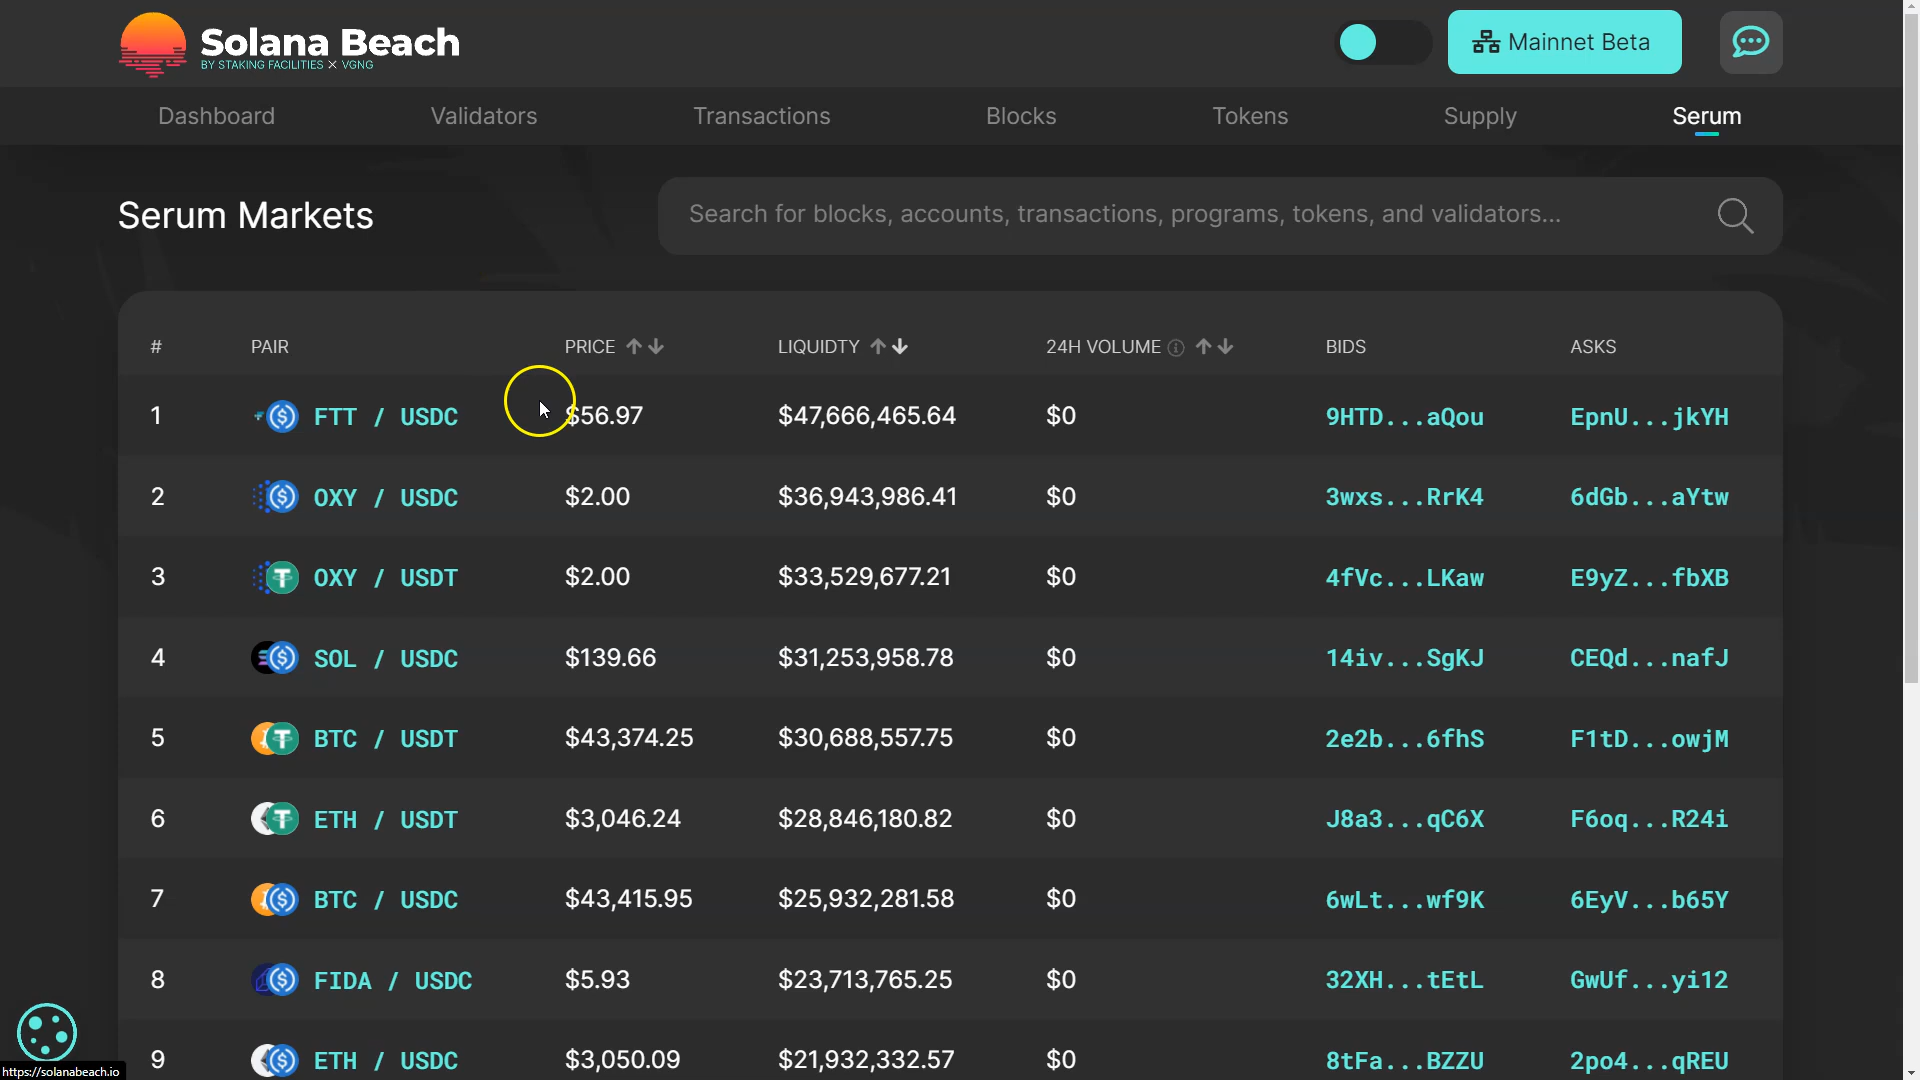 Solana Beach
BY STAKING FACILITIES X VGNG
Mainnet Beta
Dashboard Validators Transactions Blocks Tokens Supply Serum
Serum Markets
Search for blocks, accounts, transactions, programs, tokens, and validators...
# PAIR PRICE LIQUIDTY 24H VOLUME BIDS ASKS
1 FTT / USDC $56.97 $47,666,465.64 $0 9HTD...aQou EpnU...jkYH
2 OXY / USDC $2.00 $36,943,986.41 $0 3wxs...RrK4 6dGb...aYtw
3 OXY / USDT $2.00 $33,529,677.21 $0 4fVc...LKaw E9yZ...fbXB
4 SOL / USDC $139.66 $31,253,958.78 $0 14iv...SgKJ CEQd...nafJ
5 BTC / USDT $43,374.25 $30,688,557.75 $0 2e2b...6fhS F1tD...owjM
6 ETH / USDT $3,046.24 $28,846,180.82 $0 J8a3...qC6X F6oq...R24i
7 BTC / USDC $43,415.95 $25,932,281.58 $0 6wLt...wf9K 6EyV...b65Y
8 FIDA / USDC $5.93 $23,713,765.25 $0 32XH...tEtL GwUf...yi12
9 ETH / USDC $3,050.09 $21,932,332.57 $0 8tFa...BZZU 2po4...qREU
https://solanabeach.io